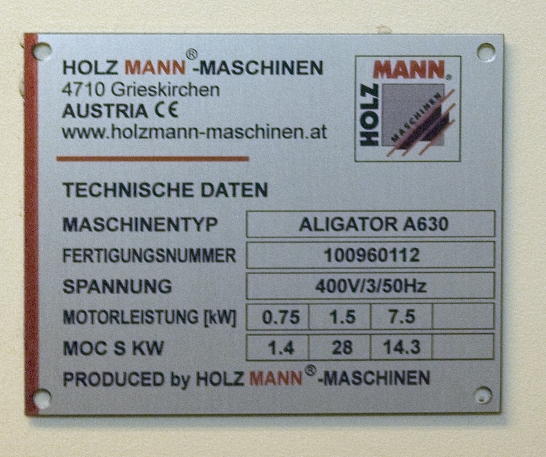 HOLZ MANN®-MASCHINEN
4710 Grieskirchen
AUSTRIA CE
www.holzmann-maschinen.at
MANN®
HOLZ
MASCHINEN
TECHNISCHE DATEN
MASCHINENTYP ALIGATOR A630
FERTIGUNGSNUMMER 100960112
SPANNUNG 400V/3/50Hz
MOTORLEISTUNG [kW] 0.75 1.5 7.5
MOC S KW 1.4 28 14.3
PRODUCED by HOLZ MANN®-MASCHINEN